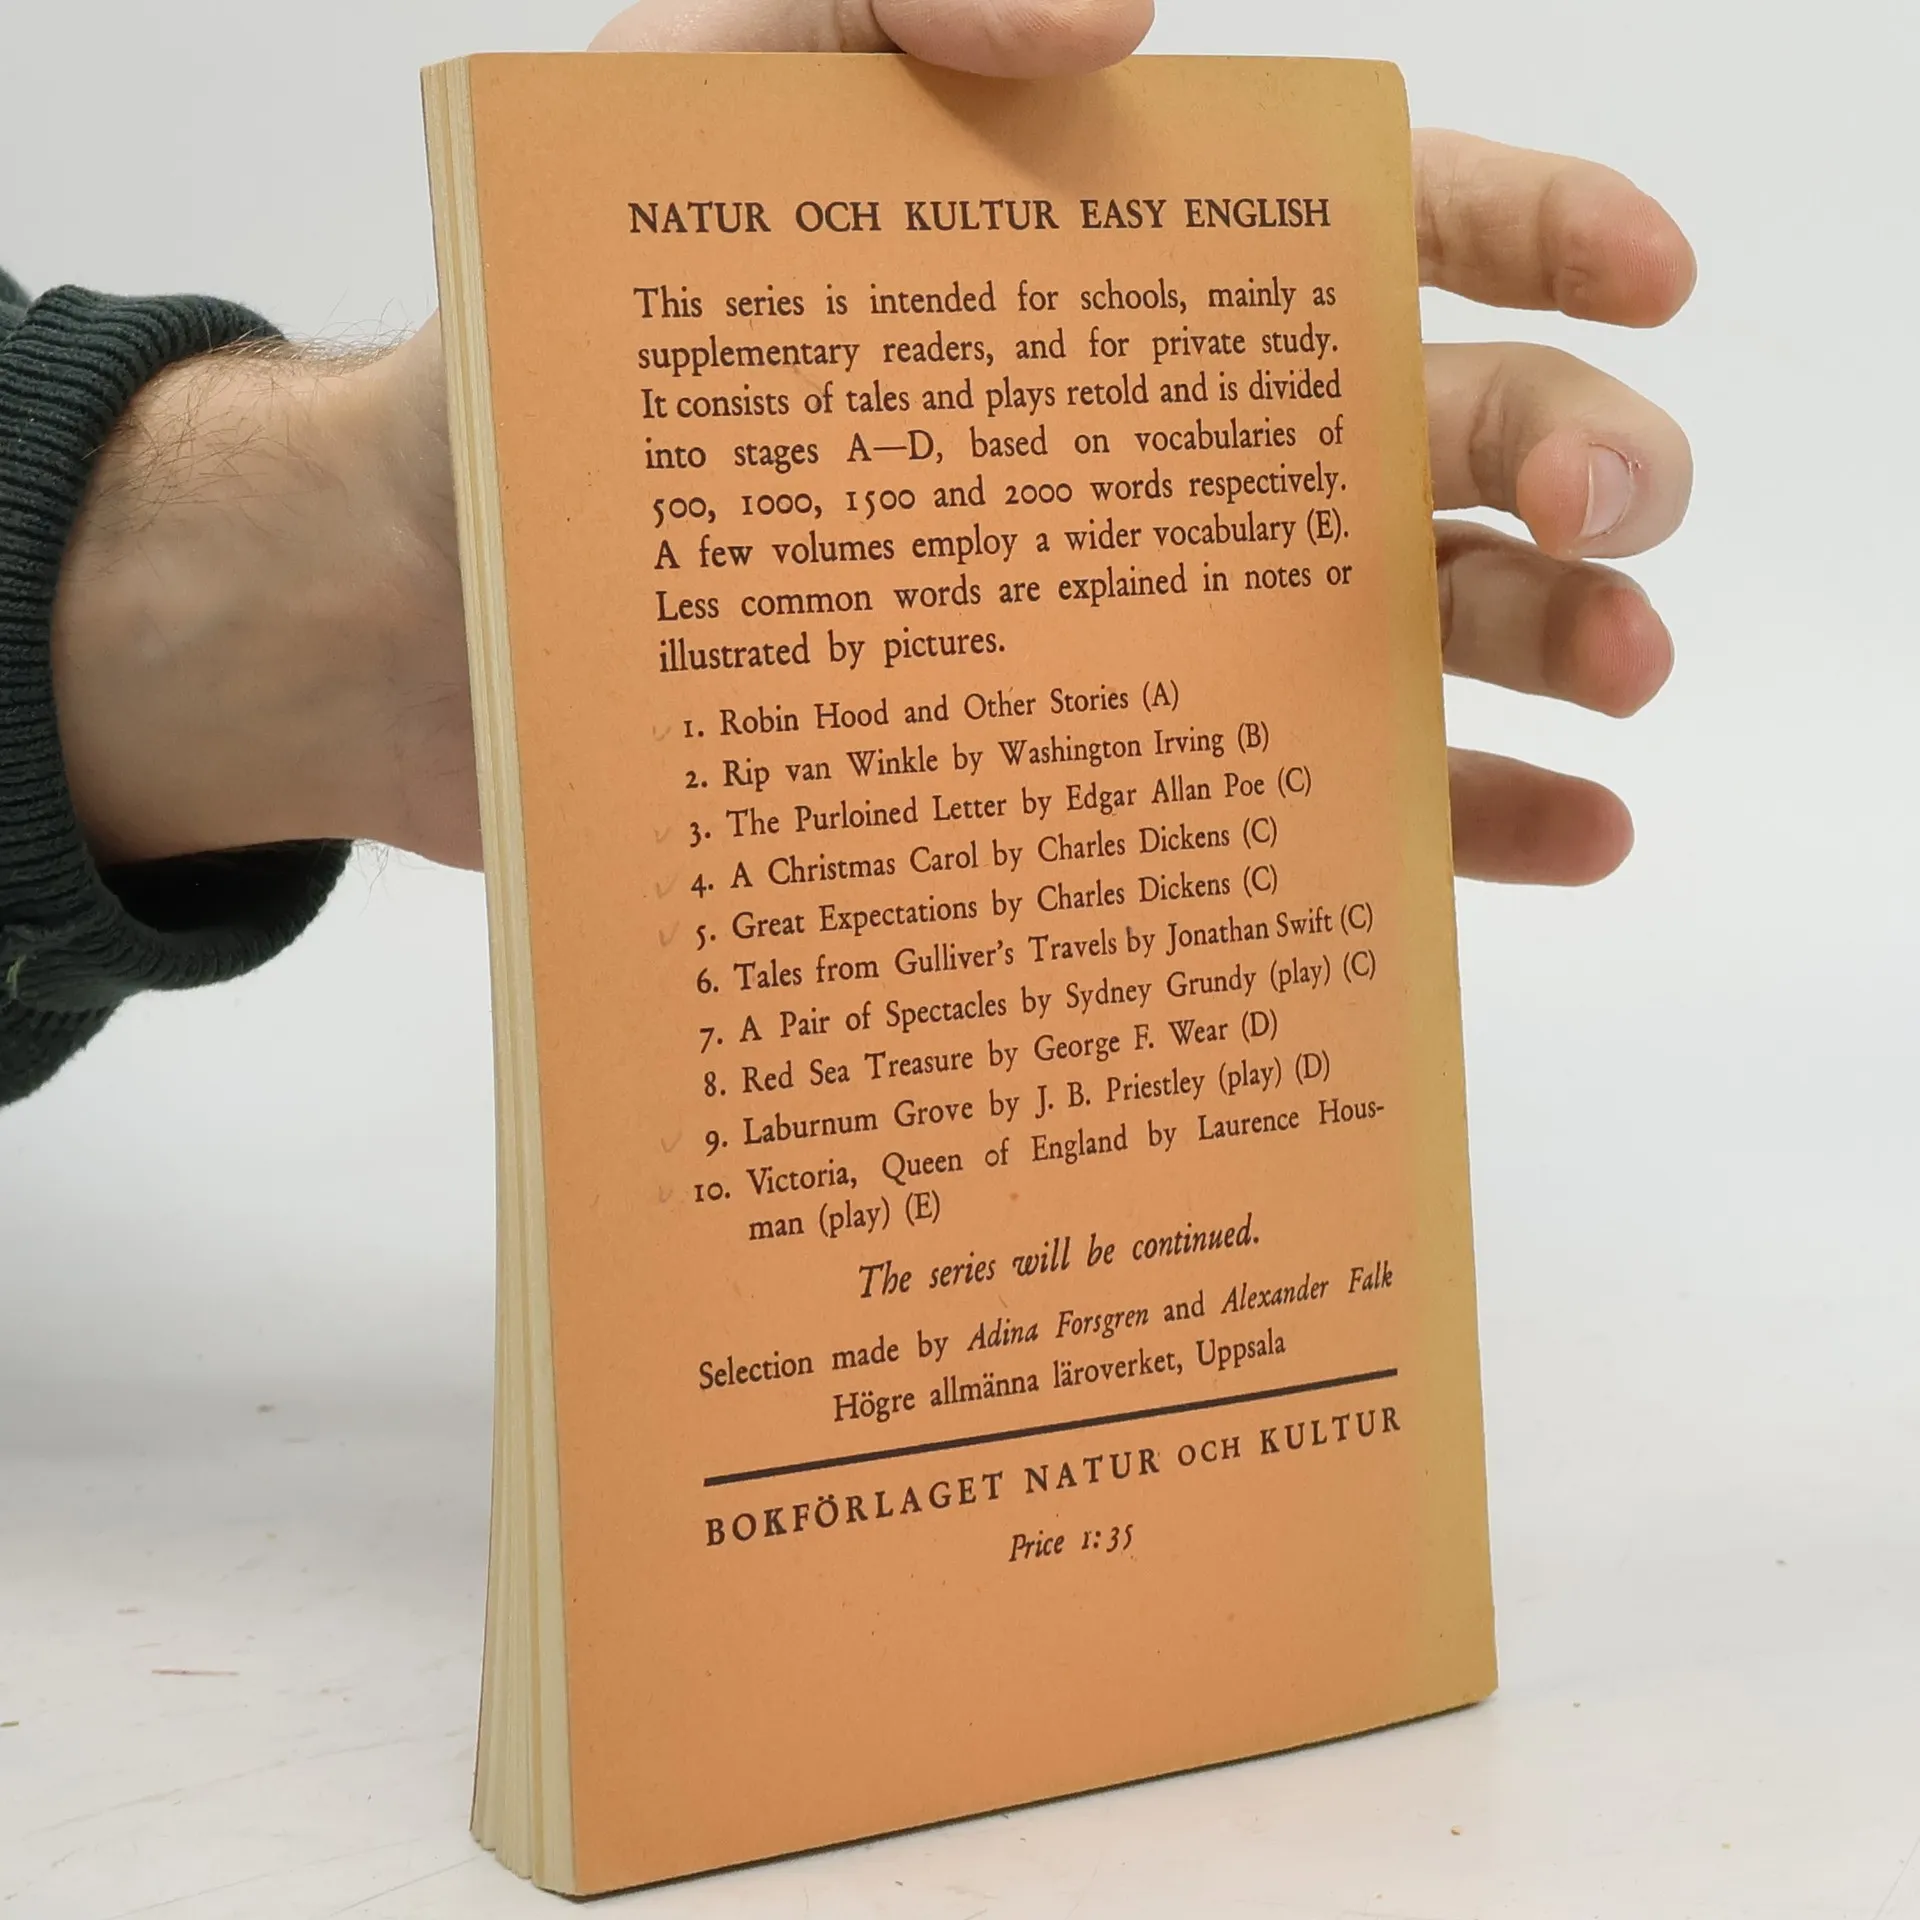 NATUR OCH KULTUR EASY ENGLISH
This series is intended for schools, mainly as
supplementary readers, and for private study.
It consists of tales and plays retold and is divided
into stages A—D, based on vocabularies of
500, 1000, 1500 and 2000 words respectively.
A few volumes employ a wider vocabulary (E).
Less common words are explained in notes or
illustrated by pictures.
1. Robin Hood and Other Stories (A)
2. Rip van Winkle by Washington Irving (B)
3. The Purloined Letter by Edgar Allan Poe (C)
4. A Christmas Carol by Charles Dickens (C)
5. Great Expectations by Charles Dickens (C)
6. Tales from Gulliver's Travels by Jonathan Swift (C)
7. A Pair of Spectacles by Sydney Grundy (play) (C)
8. Red Sea Treasure by George F. Wear (D)
9. Laburnum Grove by J. B. Priestley (play) (D)
10. Victoria, Queen of England by Laurence Hous-
man (play) (E)
The series will be continued.
Selection made by Adina Forsgren and Alexander Falk
Högre allmänna läroverket, Uppsala
BOKFÖRLAGET NATUR OCH KULTUR
Price 1:35